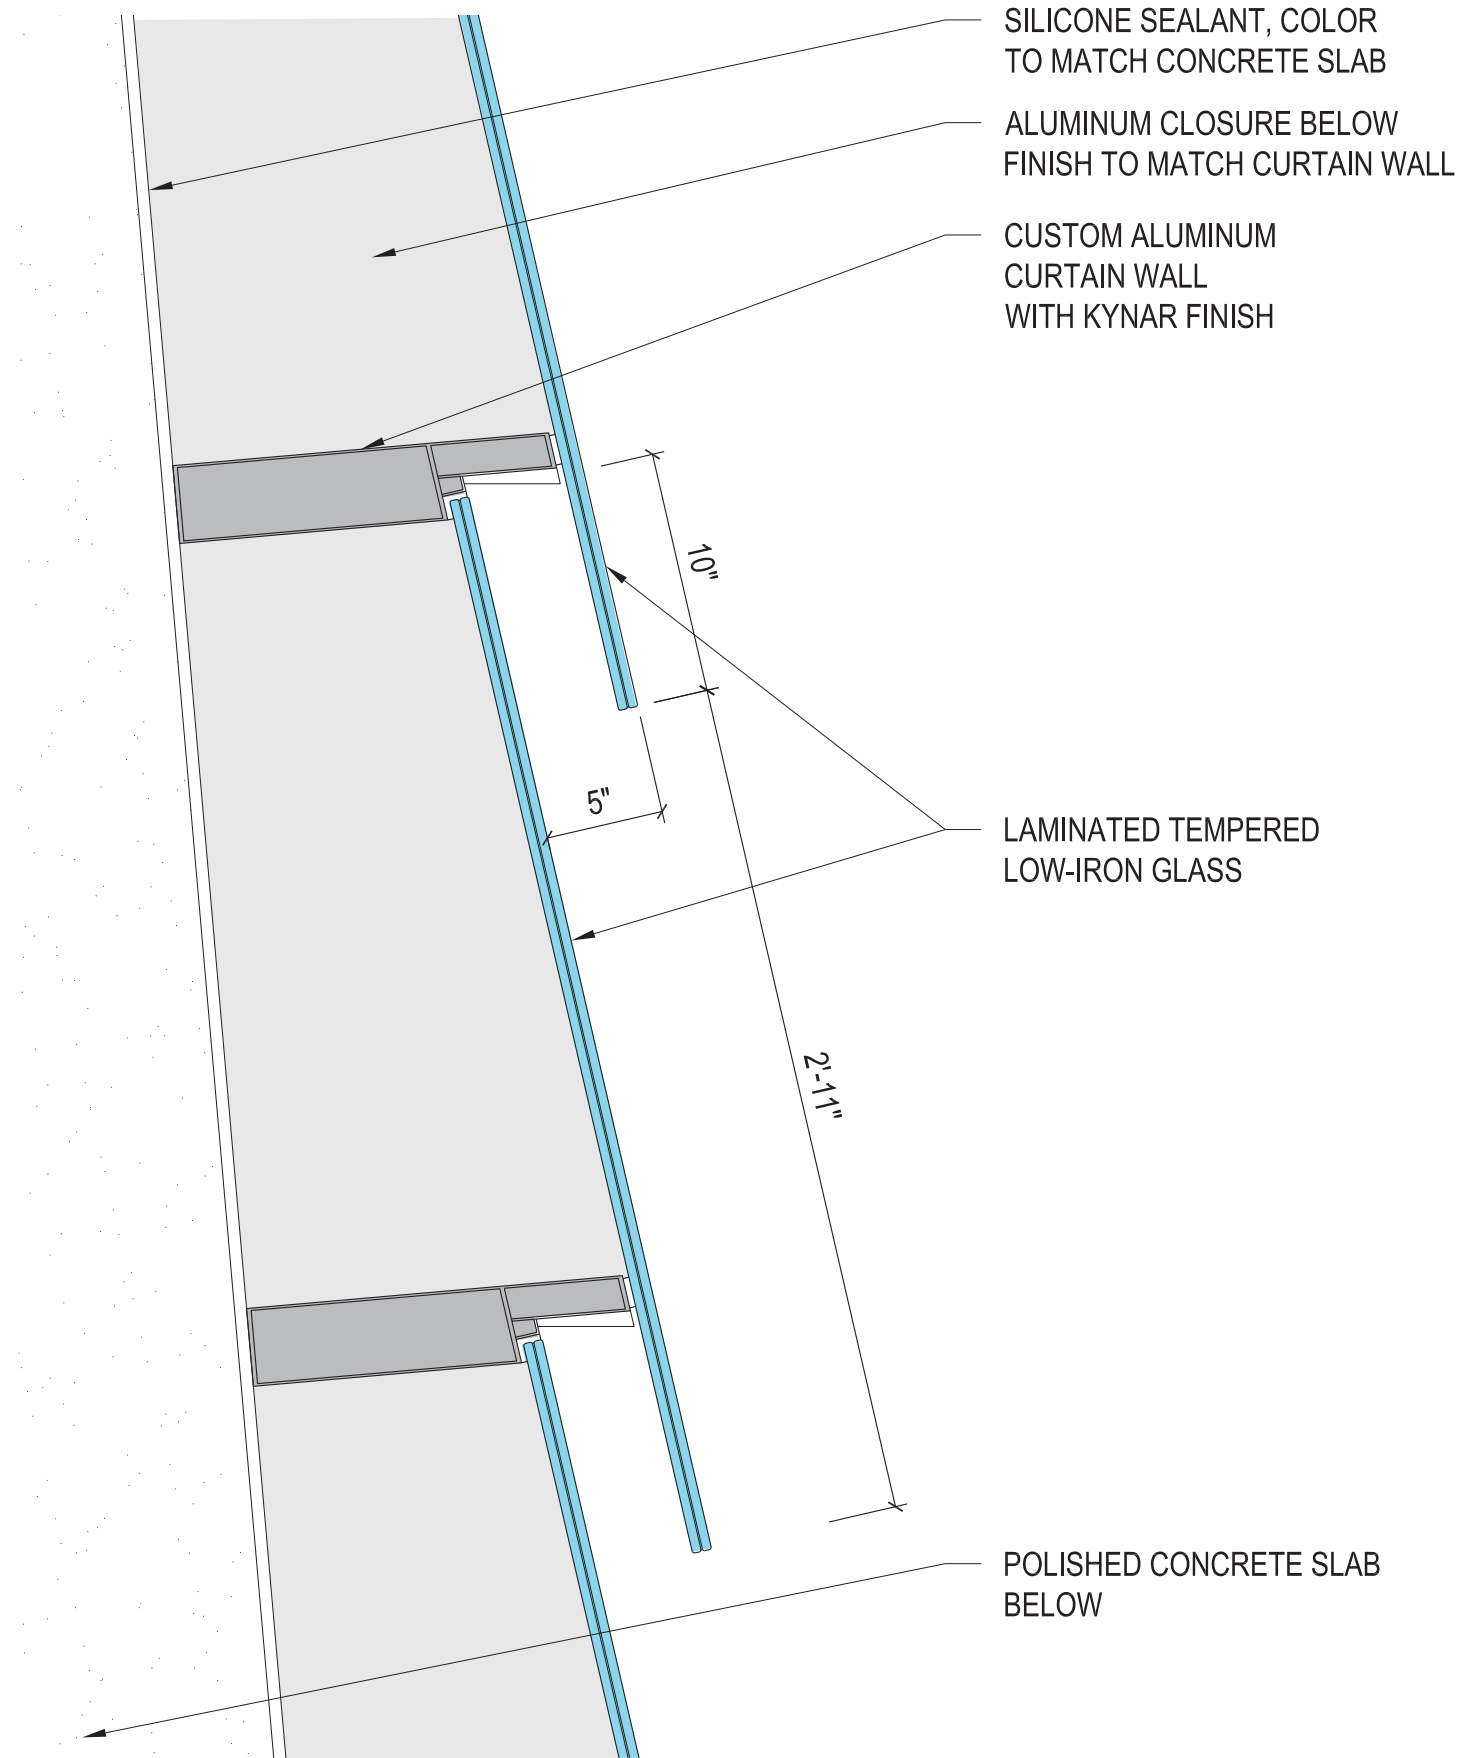 SILICONE SEALANT, COLOR
TO MATCH CONCRETE SLAB
ALUMINUM CLOSURE BELOW
FINISH TO MATCH CURTAIN WALL
CUSTOM ALUMINUM
CURTAIN WALL
WITH KYNAR FINISH
10"
5"
LAMINATED TEMPERED
LOW-IRON GLASS
2'-11"
POLISHED CONCRETE SLAB
BELOW